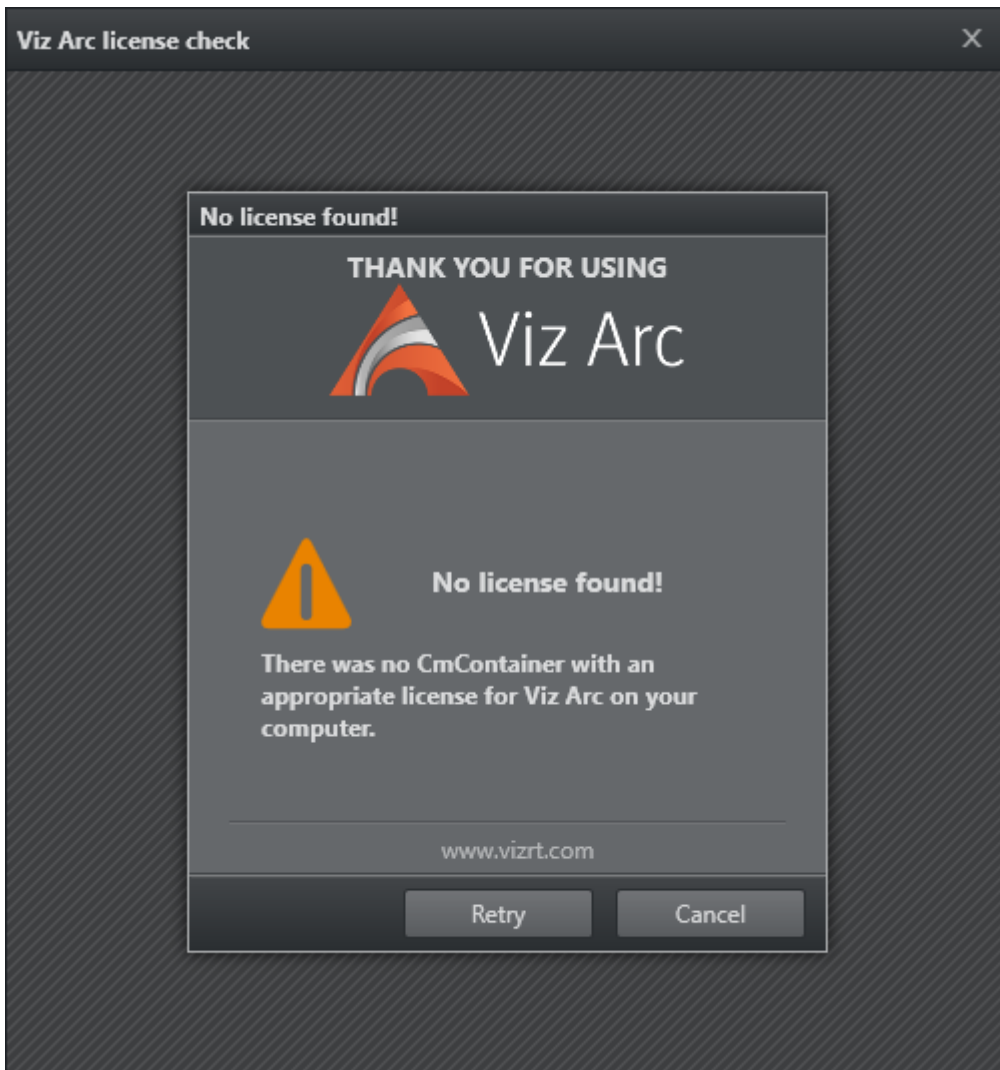 Viz Arc license check
No license found!
THANK YOU FOR USING
Viz Arc
No license found!
There was no CmContainer with an
appropriate license for Viz Arc on your
computer.
www.vizrt.com
Retry Cancel